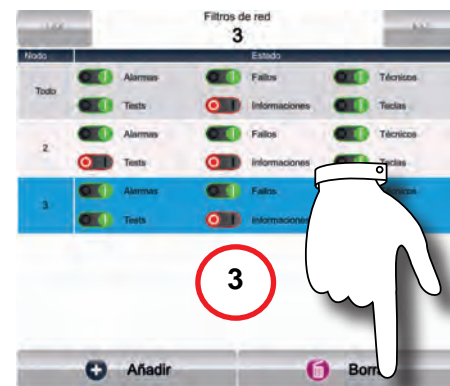 Filtros de red
3
Nodo Estado
Alarmas Fallos Técnicos
Todo
Tests Informaciones Teclas
Alarmas Fallos Técnicos
2
Tests Informaciones Teclas
Alarmas Fallos
3
Tests Informaciones
3
Añadir